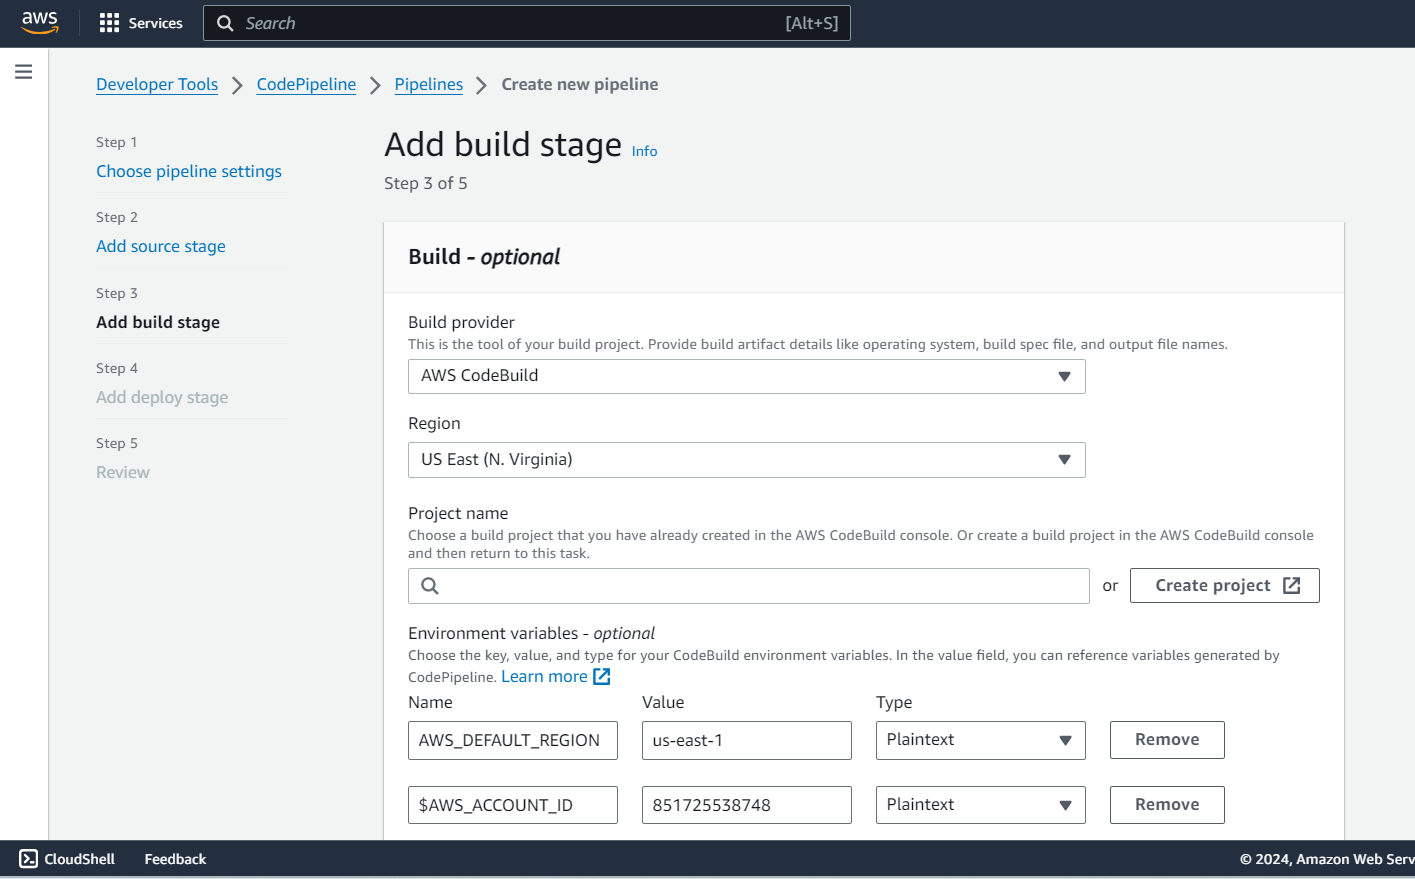 aws
Services
Search
[Alt+S]
Developer Tools
CodePipeline
Pipelines
Create new pipeline
Step 1
Choose pipeline settings
Step 2
Add source stage
Step 3
Add build stage
Step 4
Add deploy stage
Step 5
Review
Add build stage Info
Step 3 of 5
Build - optional
Build provider
This is the tool of your build project. Provide build artifact details like operating system, build spec file, and output file names.
AWS CodeBuild
Region
US East (N. Virginia)
Project name
Choose a build project that you have already created in the AWS CodeBuild console. Or create a build project in the AWS CodeBuild console
and then return to this task.
or
Create project
Environment variables - optional
Choose the key, value, and type for your CodeBuild environment variables. In the value field, you can reference variables generated by
CodePipeline. Learn more
Name Value Type
AWS_DEFAULT_REGION us-east-1 Plaintext Remove
$AWS_ACCOUNT_ID 851725538748 Plaintext Remove
CloudShell Feedback © 2024, Amazon Web Serv